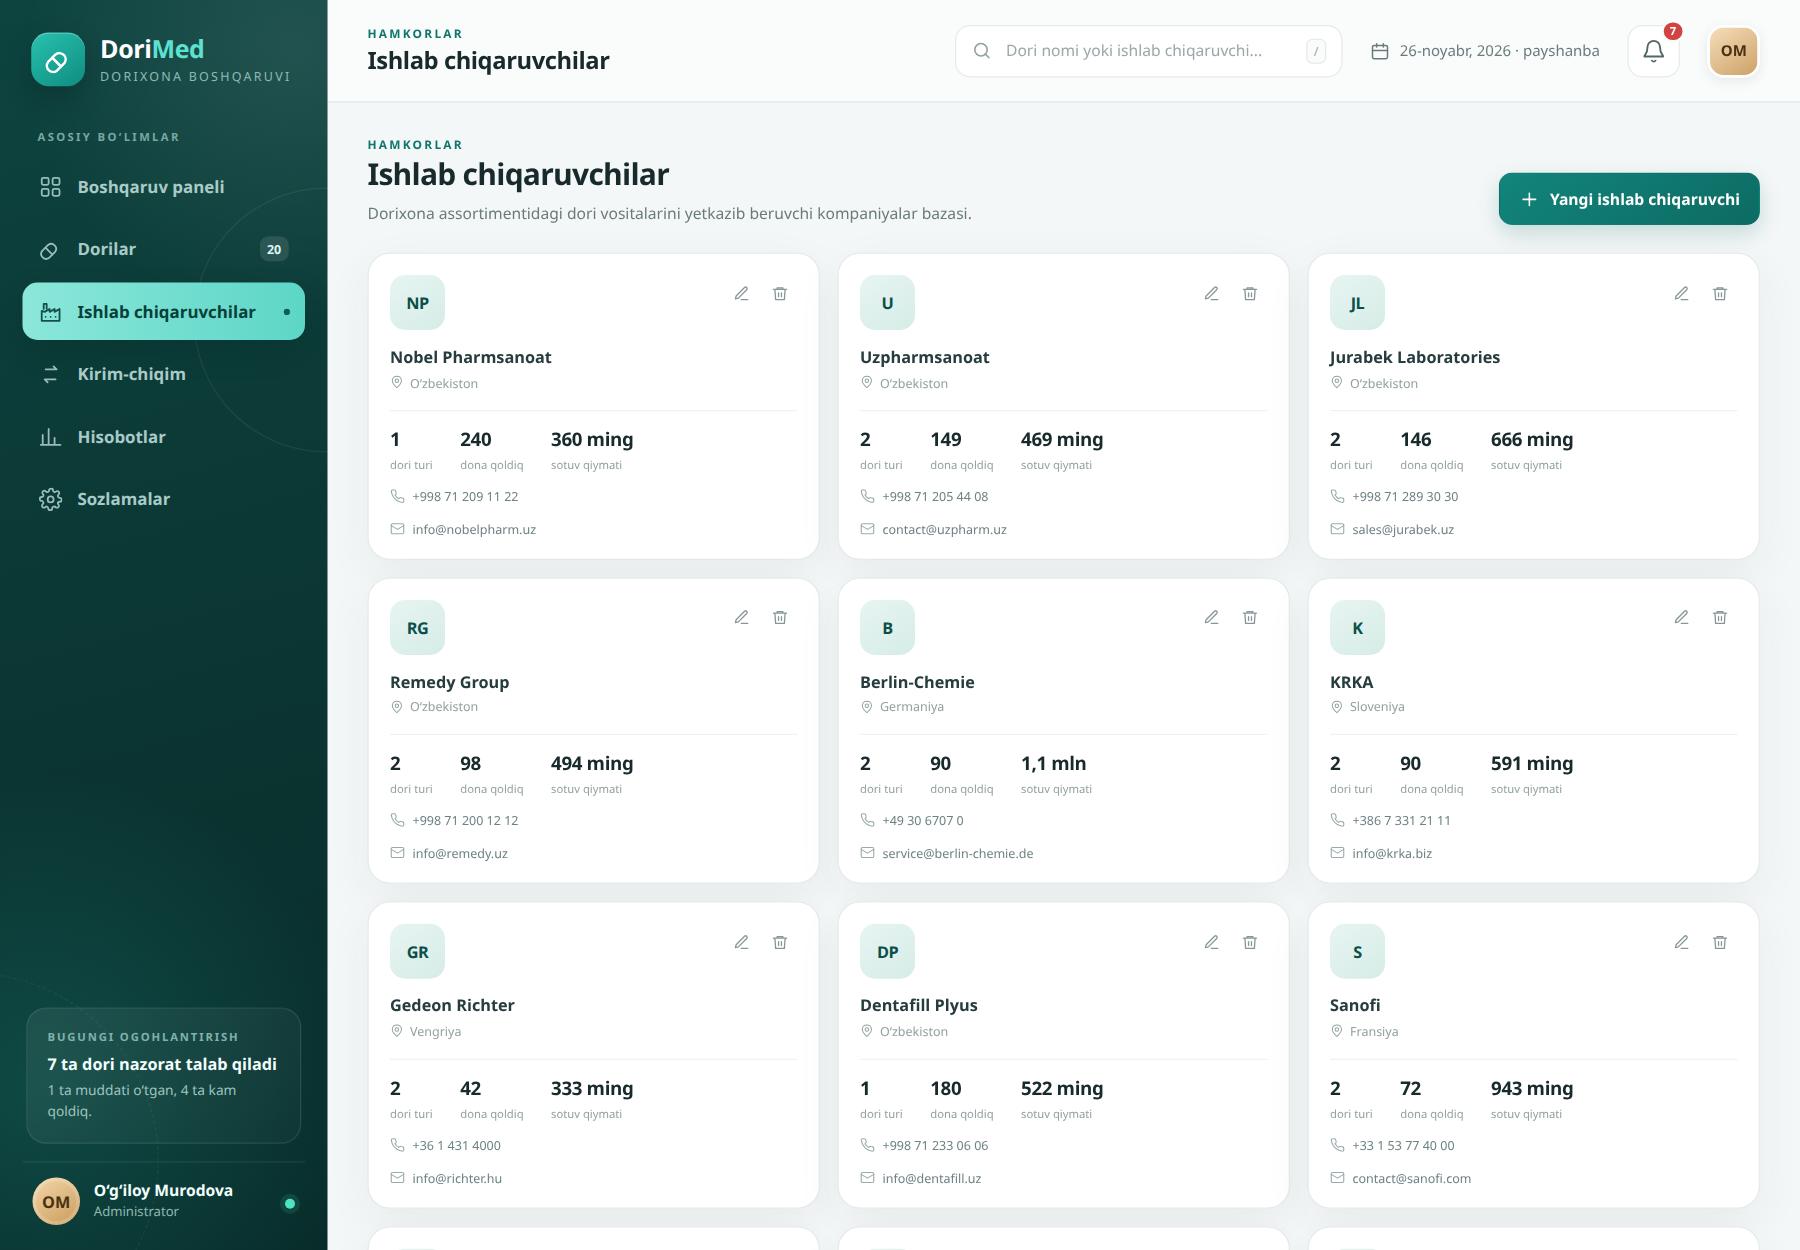 DoriMed
DORIXONA BOSHQARUVI
ASOSIY BOʻLIMLAR
Boshqaruv paneli
Dorilar 20
Ishlab chiqaruvchilar
Kirim-chiqim
Hisobotlar
Sozlamalar
BUGUNGI OGOHLANTIRISH
7 ta dori nazorat talab qiladi
1 ta muddati oʻtgan, 4 ta kam
qoldiq.
OM
Oʻgʻiloy Murodova
Administrator
HAMKORLAR
Ishlab chiqaruvchilar
Dori nomi yoki ishlab chiqaruvchi... /
26-noyabr, 2026 · payshanba
7
OM
HAMKORLAR
Ishlab chiqaruvchilar
Dorixona assortimentidagi dori vositalarini yetkazib beruvchi kompaniyalar bazasi.
Yangi ishlab chiqaruvchi
NP
Nobel Pharmsanoat
Oʻzbekiston
1 240 360 ming
dori turi dona qoldiq sotuv qiymati
+998 71 209 11 22
info@nobelpharm.uz
U
Uzpharmsanoat
Oʻzbekiston
2 149 469 ming
dori turi dona qoldiq sotuv qiymati
+998 71 205 44 08
contact@uzpharm.uz
JL
Jurabek Laboratories
Oʻzbekiston
2 146 666 ming
dori turi dona qoldiq sotuv qiymati
+998 71 289 30 30
sales@jurabek.uz
RG
Remedy Group
Oʻzbekiston
2 98 494 ming
dori turi dona qoldiq sotuv qiymati
+998 71 200 12 12
info@remedy.uz
B
Berlin-Chemie
Germaniya
2 90 1,1 mln
dori turi dona qoldiq sotuv qiymati
+49 30 6707 0
service@berlin-chemie.de
K
KRKA
Sloveniya
2 90 591 ming
dori turi dona qoldiq sotuv qiymati
+386 7 331 21 11
info@krka.biz
GR
Gedeon Richter
Vengriya
2 42 333 ming
dori turi dona qoldiq sotuv qiymati
+36 1 431 4000
info@richter.hu
DP
Dentafill Plyus
Oʻzbekiston
1 180 522 ming
dori turi dona qoldiq sotuv qiymati
+998 71 233 06 06
info@dentafill.uz
S
Sanofi
Fransiya
2 72 943 ming
dori turi dona qoldiq sotuv qiymati
+33 1 53 77 40 00
contact@sanofi.com